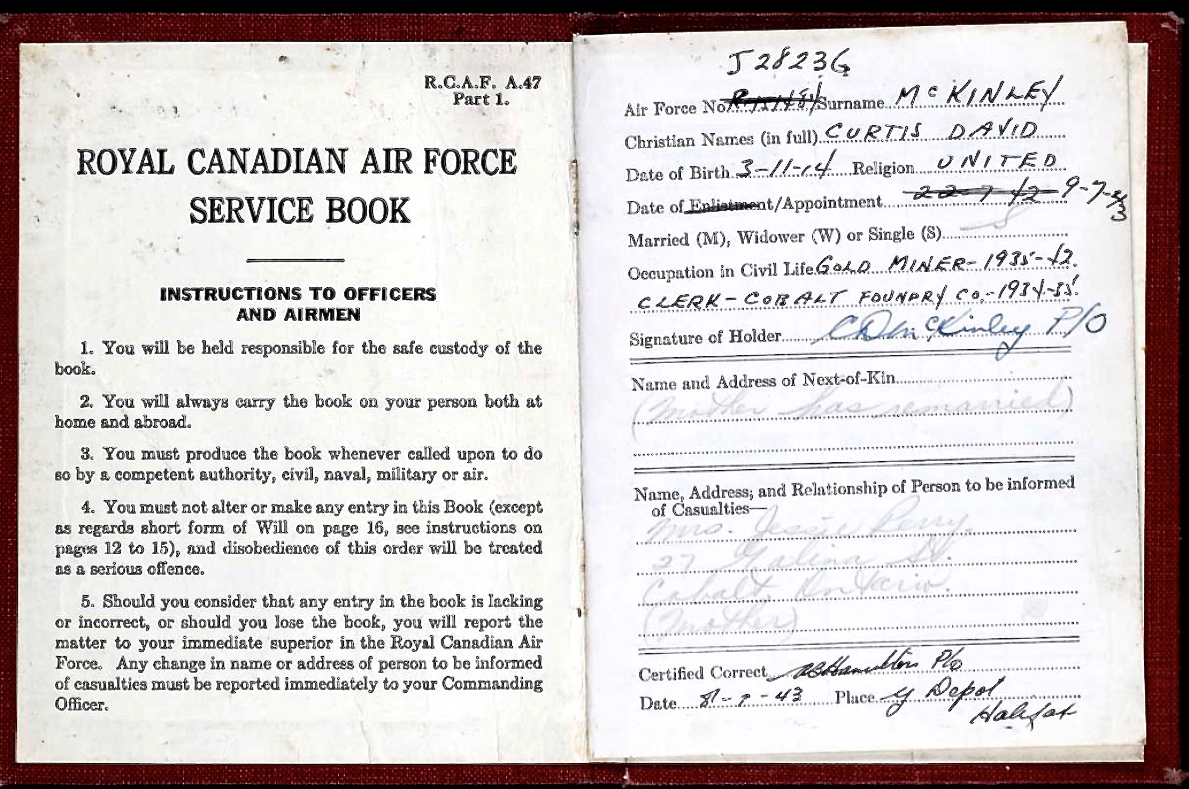 R.C.A.F. A.47
Part 1.
ROYAL CANADIAN AIR FORCE
SERVICE BOOK
INSTRUCTIONS TO OFFICERS
AND AIRMEN
1. You will be held responsible for the safe custody of the
book.
2. You will always carry the book on your person both at
home and abroad.
3. You must produce the book whenever called upon to do
so by a competent authority, civil, naval, military or air.
4. You must not alter or make any entry in this Book (except
as regards short form of Will on page 16, see instructions on
pages 12 to 15), and disobedience of this order will be treated
as a serious offence.
5. Should you consider that any entry in the book is lacking
or incorrect, or should you lose the book, you will report the
matter to your immediate superior in the Royal Canadian Air
Force. Any change in name or address of person to be informed
of casualties must be reported immediately to your Commanding
Officer.
J28236
Air Force No. Surname McKINLEY
Christian Names (in full) CURTIS DAVID
Date of Birth 3-11-14 Religion UNITED
Date of Enlistment/Appointment 9-7-43
Married (M), Widower (W) or Single (S) S
Occupation in Civil Life GOLD MINER-1935-42.
CLERK-COBALT FOUNDRY CO.-1934-35.
Signature of Holder CDMcKinley P/O
Name and Address of Next-of-Kin
(Mother has remarried)
Name, Address, and Relationship of Person to be informed
of Casualties—
Mrs. Jessie Perry.
27 Galina St.
Cobalt, Ontario.
(Mother)
Certified Correct Hamilton P/O
Date -43 Place Y Depot
Halifax